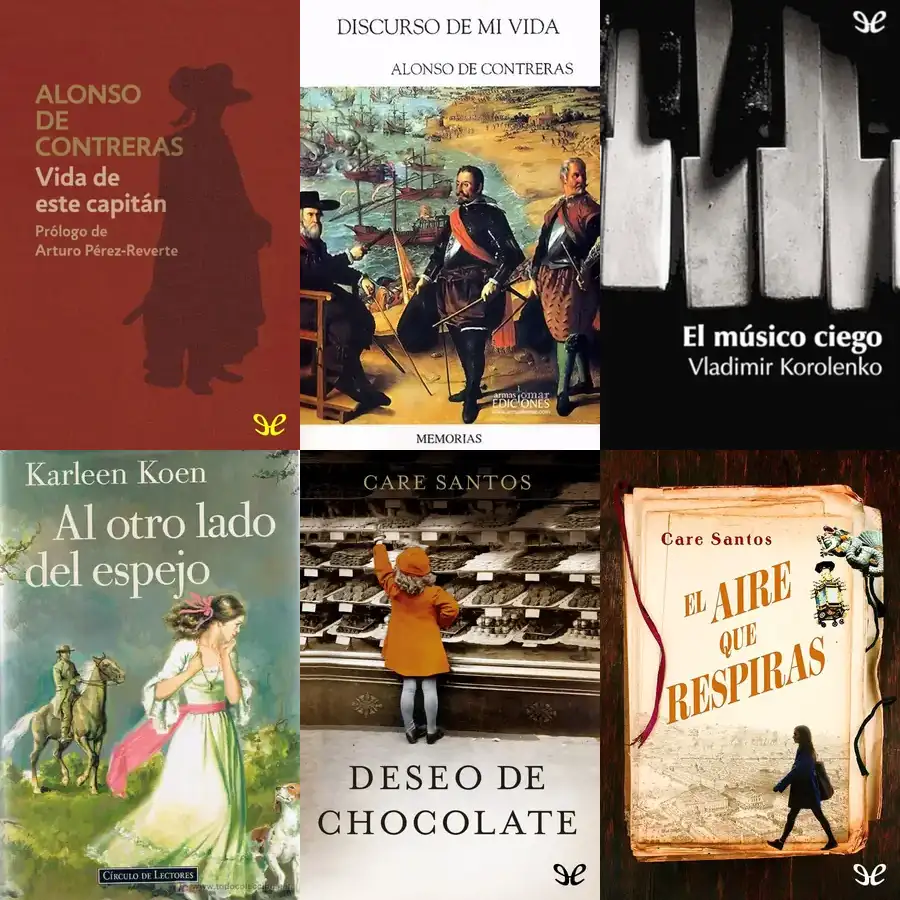 ALONSO
DE
CONTRERAS
Vida de
este capitán
Prólogo de
Arturo Pérez-Reverte
DISCURSO DE MI VIDA
ALONSO DE CONTRERAS
armas tomar
EDICIONES
MEMORIAS
El músico ciego
Vladimir Korolenko
Karleen Koen
Al otro lado
del espejo
CÍRCULO DE LECTORES
CARE SANTOS
DESEO DE
CHOCOLATE
Care Santos
EL AIRE
QUE
RESPIRAS